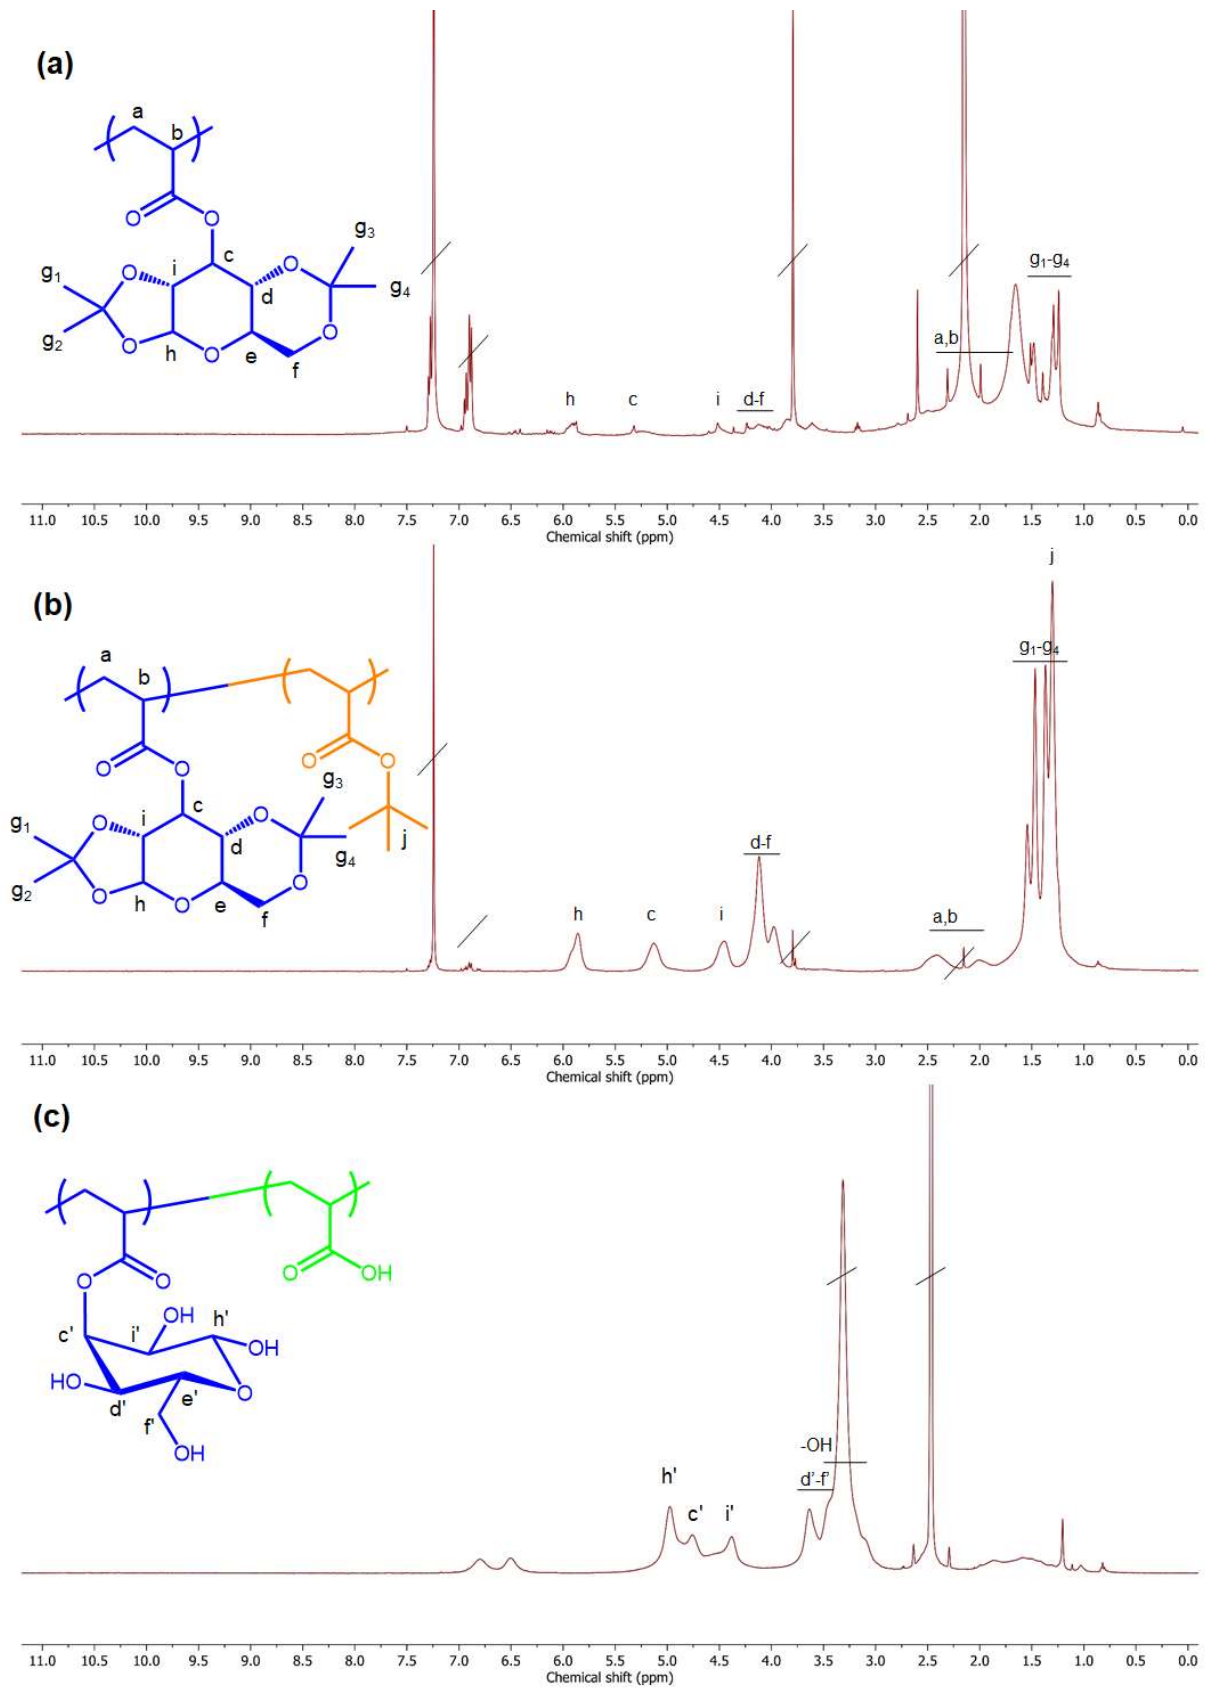 (a)
a
b
O
O
c
i
O
g₃
g₁
O
d
g₄
g₂
O
O
O
h
e
f
h
c
i
d-f
a,b
g₁-g₄
11.0 10.5 10.0 9.5 9.0 8.5 8.0 7.5 7.0 6.5 6.0 5.5 5.0 4.5 4.0 3.5 3.0 2.5 2.0 1.5 1.0 0.5 0.0
Chemical shift (ppm)
(b)
a
b
O
O
O
O
g₃
g₁
O
i
c
O
d
g₄
j
g₂
O
O
O
h
e
f
h
c
i
d-f
a,b
g₁-g₄
j
11.0 10.5 10.0 9.5 9.0 8.5 8.0 7.5 7.0 6.5 6.0 5.5 5.0 4.5 4.0 3.5 3.0 2.5 2.0 1.5 1.0 0.5 0.0
Chemical shift (ppm)
(c)
O
O
O
OH
c'
i'
OH
h'
OH
HO
d'
e'
O
f'
OH
h'
c'
i'
-OH
d'-f'
11.0 10.5 10.0 9.5 9.0 8.5 8.0 7.5 7.0 6.5 6.0 5.5 5.0 4.5 4.0 3.5 3.0 2.5 2.0 1.5 1.0 0.5 0.0
Chemical shift (ppm)